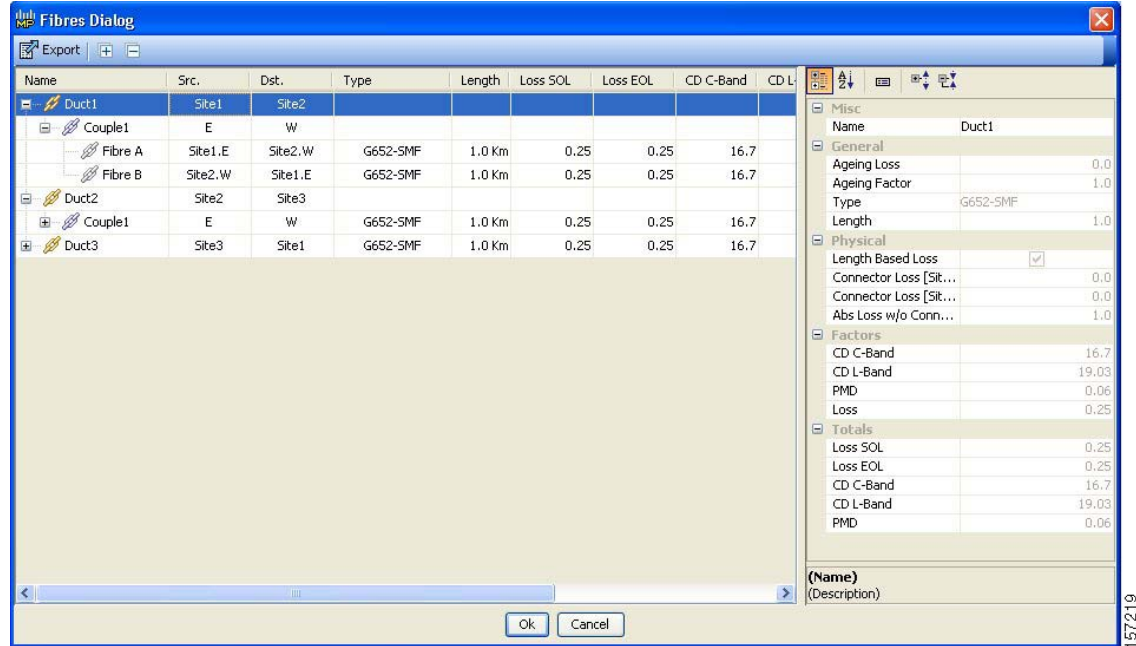 MP Fibres Dialog
Export
Name Src. Dst. Type Length Loss SOL Loss EOL CD C-Band CD L-
Duct1 Site1 Site2
Couple1 E W
Fibre A Site1.E Site2.W G652-SMF 1.0 Km 0.25 0.25 16.7
Fibre B Site2.W Site1.E G652-SMF 1.0 Km 0.25 0.25 16.7
Duct2 Site2 Site3
Couple1 E W G652-SMF 1.0 Km 0.25 0.25 16.7
Duct3 Site3 Site1 G652-SMF 1.0 Km 0.25 0.25 16.7
Misc
Name Duct1
General
Ageing Loss 0.0
Ageing Factor 1.0
Type G652-SMF
Length 1.0
Physical
Length Based Loss
Connector Loss [Sit... 0.0
Connector Loss [Sit... 0.0
Abs Loss w/o Conn... 1.0
Factors
CD C-Band 16.7
CD L-Band 19.03
PMD 0.06
Loss 0.25
Totals
Loss SOL 0.25
Loss EOL 0.25
CD C-Band 16.7
CD L-Band 19.03
PMD 0.06
(Name)
(Description)
Ok Cancel
157219